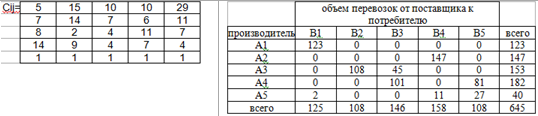 Cij= 5 15 10 10 29
7 14 7 6 11
8 2 4 11 7
14 9 4 7 4
1 1 1 1 1
объем перевозок от поставщика к
потребителю
производитель B1 B2 B3 B4 B5 всего
A1 123 0 0 0 0 123
A2 0 0 0 147 0 147
A3 0 108 45 0 0 153
A4 0 0 101 0 81 182
A5 2 0 0 11 27 40
всего 125 108 146 158 108 645